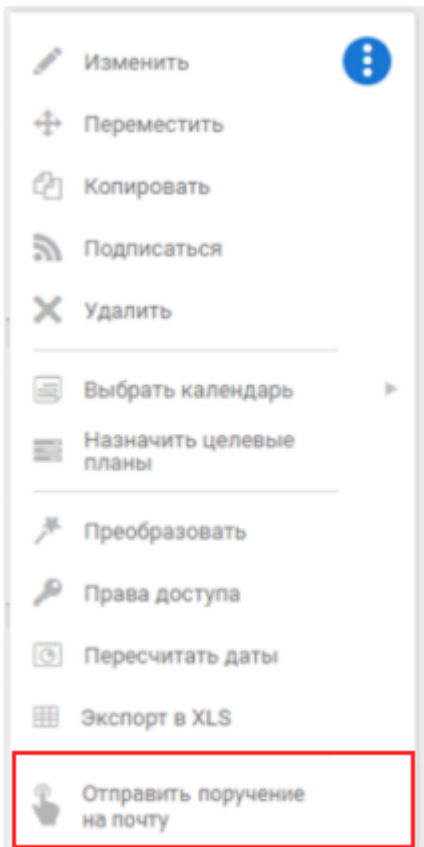 Изменить
Переместить
Копировать
Подписаться
Удалить
Выбрать календарь
Назначить целевые
планы
Преобразовать
Права доступа
Пересчитать даты
Экспорт в XLS
Отправить поручение
на почту